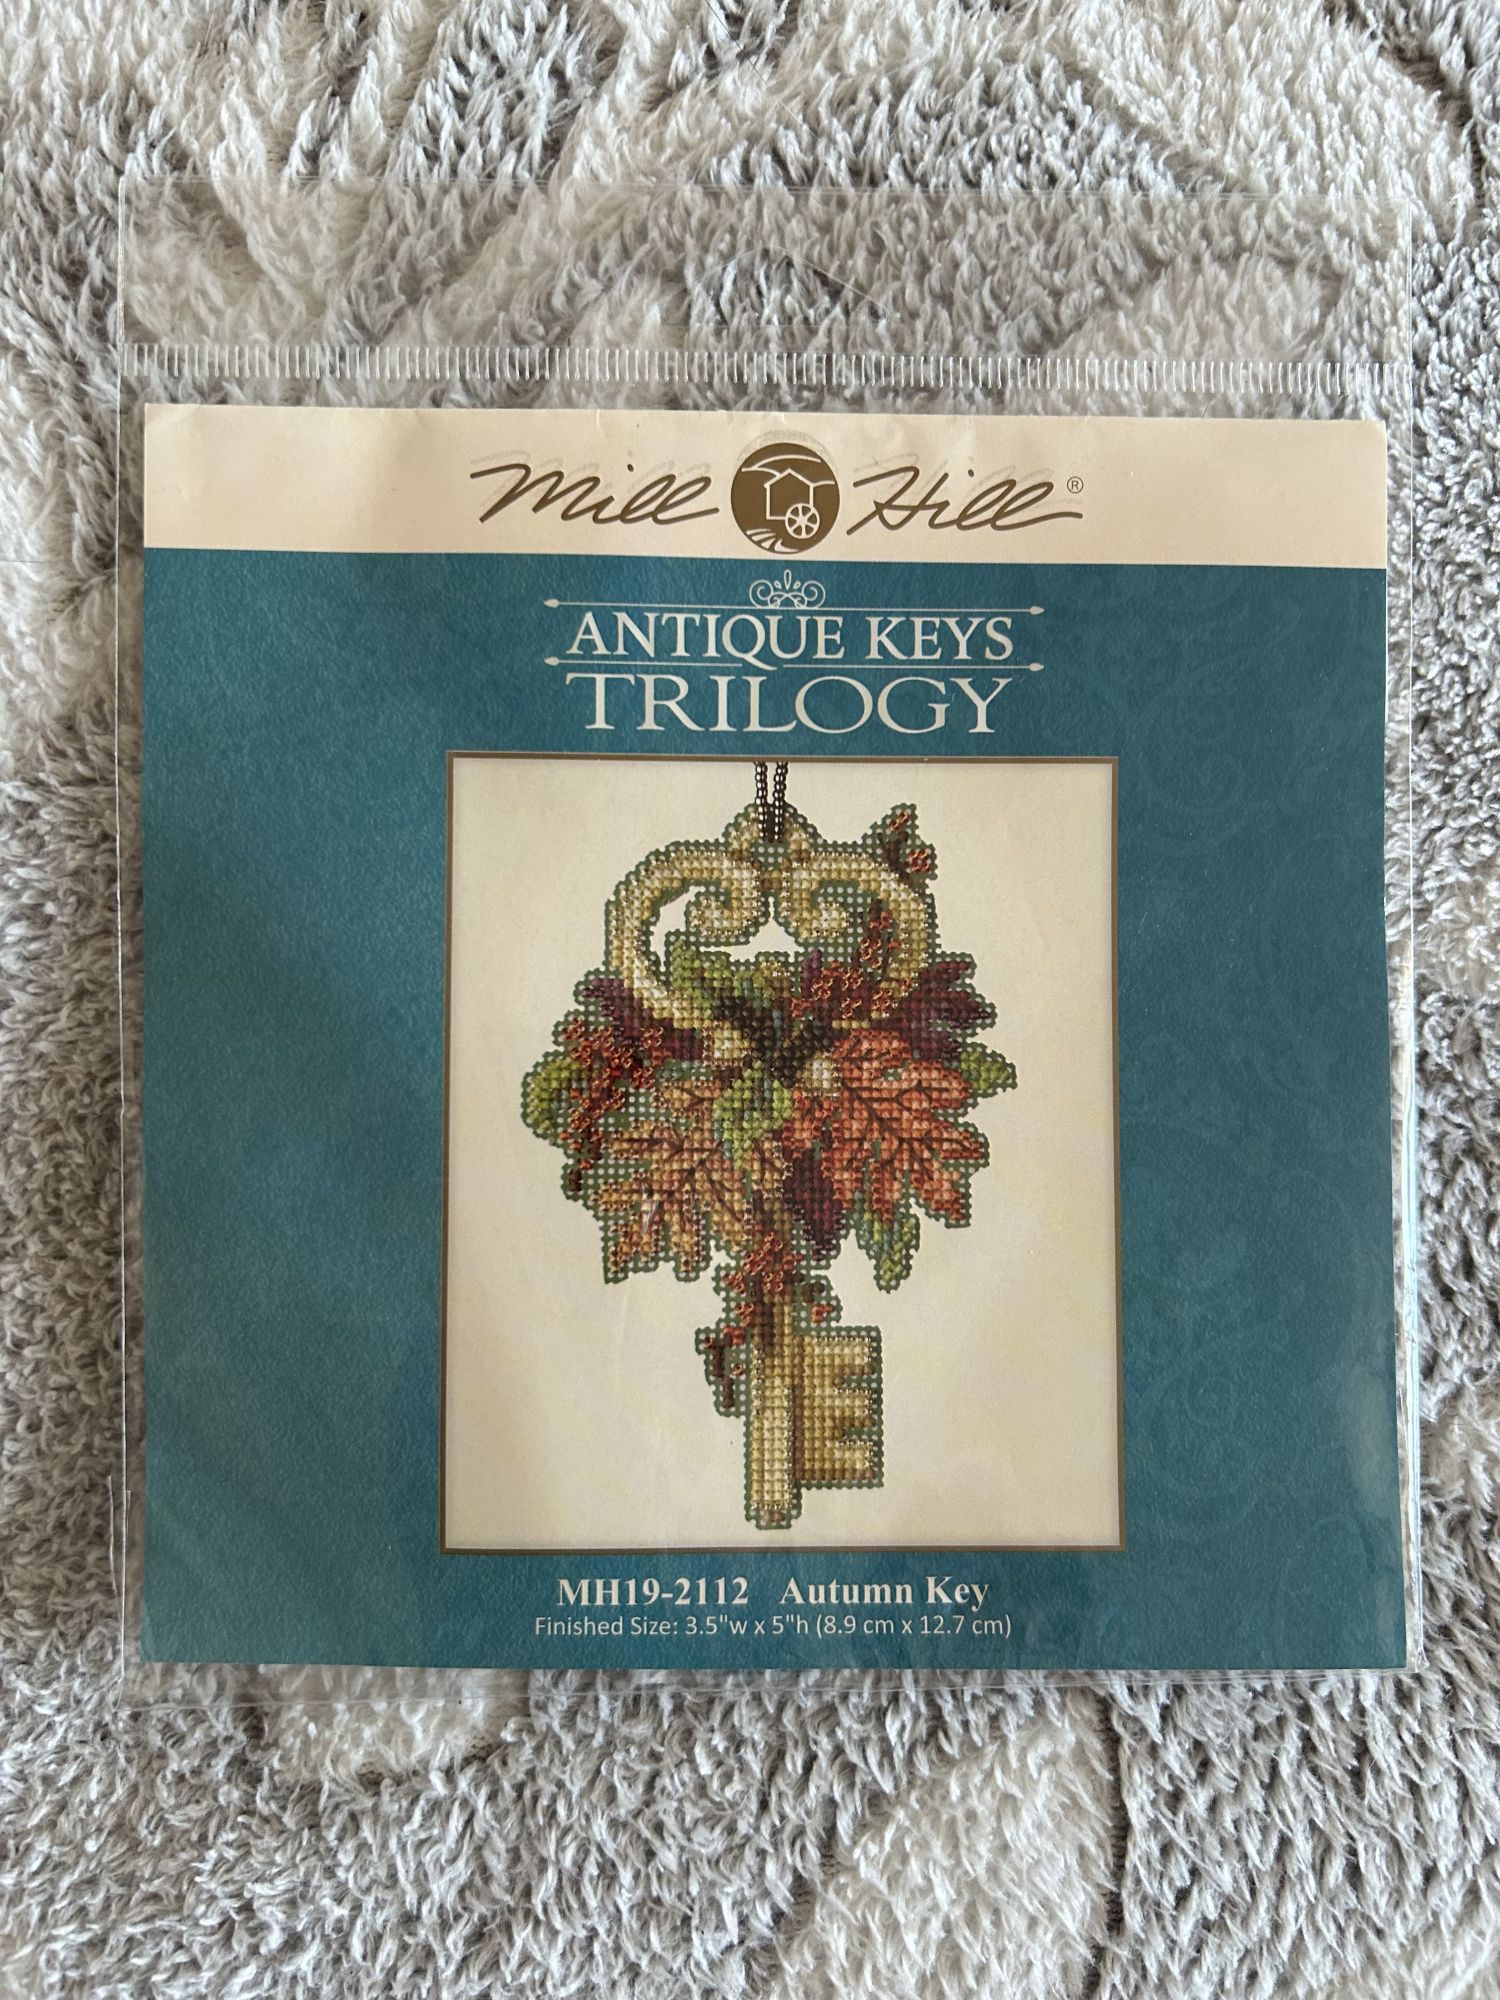 Mill Hill®
ANTIQUE KEYS
TRILOGY
MH19-2112 Autumn Key
Finished Size: 3.5"w x 5"h (8.9 cm x 12.7 cm)